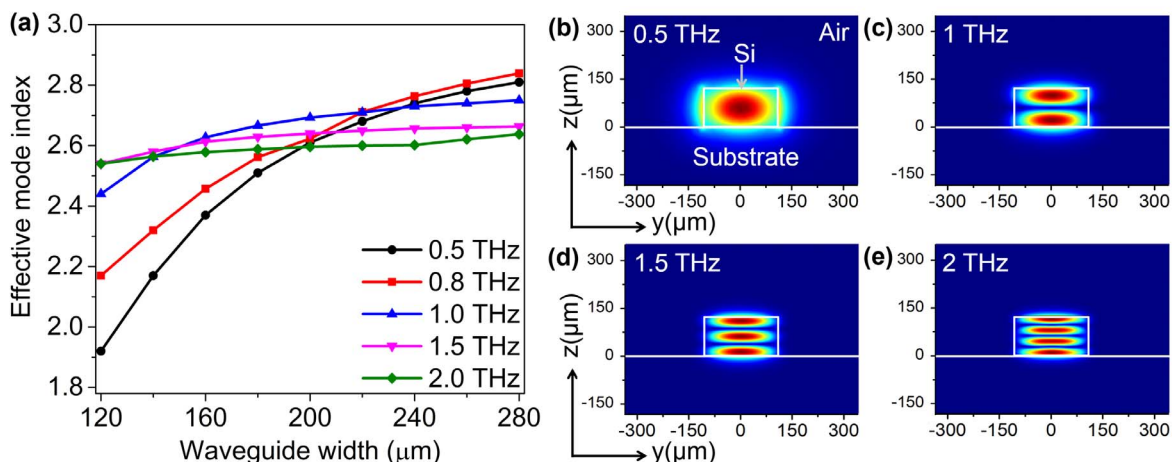 (a)
Effective mode index
3.0
2.8
2.6
2.4
2.2
2.0
1.8
120 160 200 240 280
Waveguide width (μm)
0.5 THz
0.8 THz
1.0 THz
1.5 THz
2.0 THz
(b)
0.5 THz
Air
Si
Substrate
z(μm)
300
150
0
-150
-300 -150 0 150 300
y(μm)
(c)
1 THz
300
150
0
-150
-300 -150 0 150 300
(d)
1.5 THz
z(μm)
300
150
0
-150
-300 -150 0 150 300
y(μm)
(e)
2 THz
300
150
0
-150
-300 -150 0 150 300